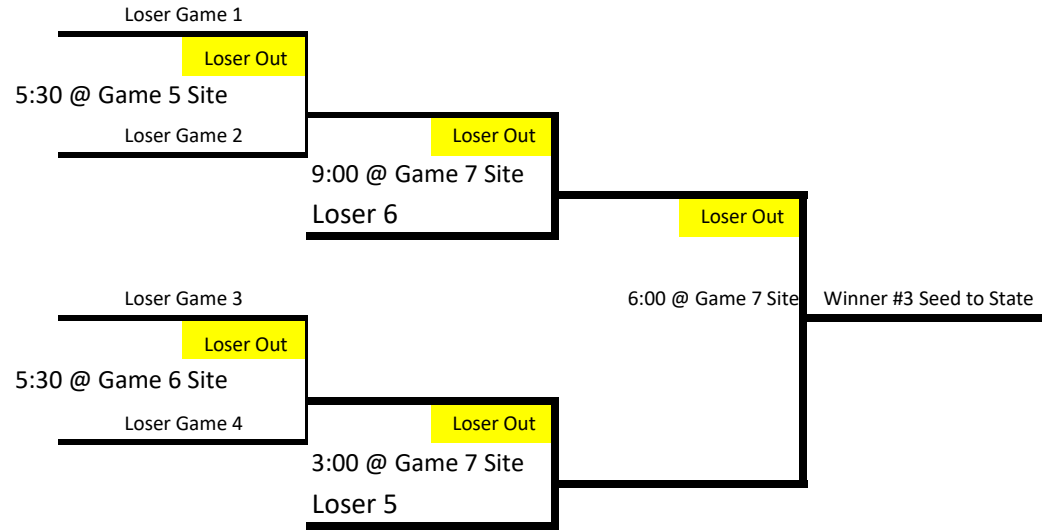 Loser Game 1
Loser Out
5:30 @ Game 5 Site
Loser Game 2
Loser Out
9:00 @ Game 7 Site
Loser 6
Loser Out
6:00 @ Game 7 Site
Winner #3 Seed to State
Loser Game 3
Loser Out
5:30 @ Game 6 Site
Loser Game 4
Loser Out
3:00 @ Game 7 Site
Loser 5